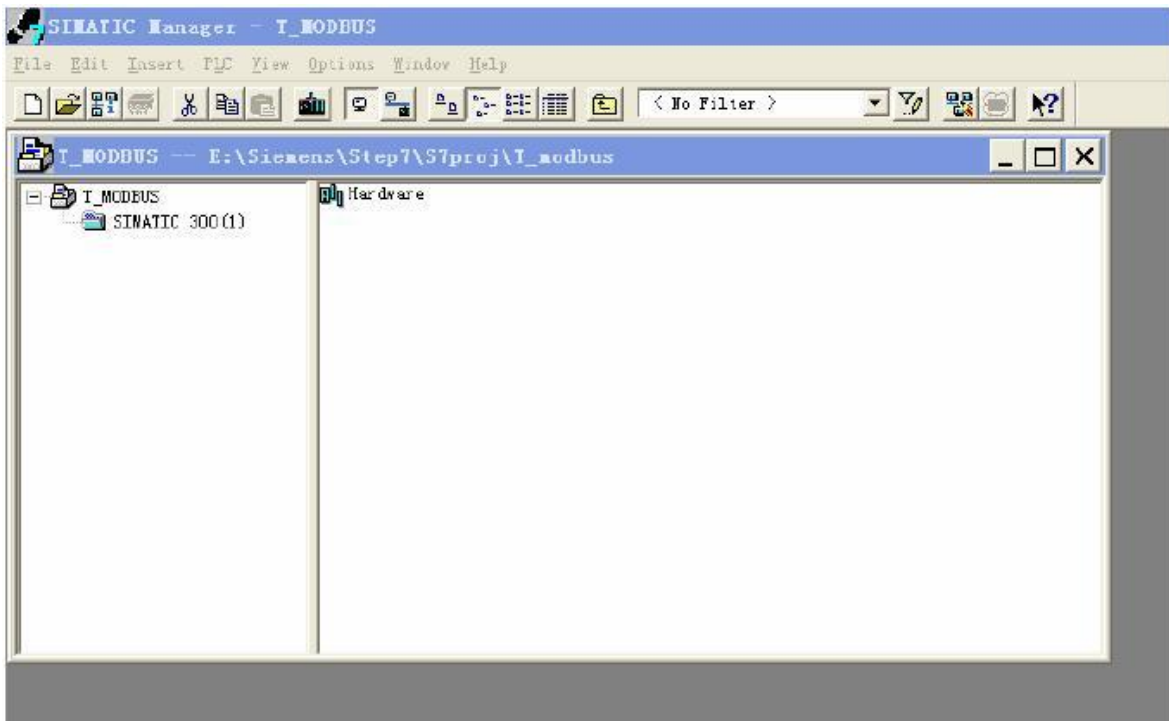 SIMATIC Manager - T_MODBUS
File Edit Insert PLC View Options Window Help
< No Filter >
T_MODBUS -- E:\Siemens\Step7\S7proj\T_modbus
T_MODBUS
Hardware
SIMATIC 300(1)